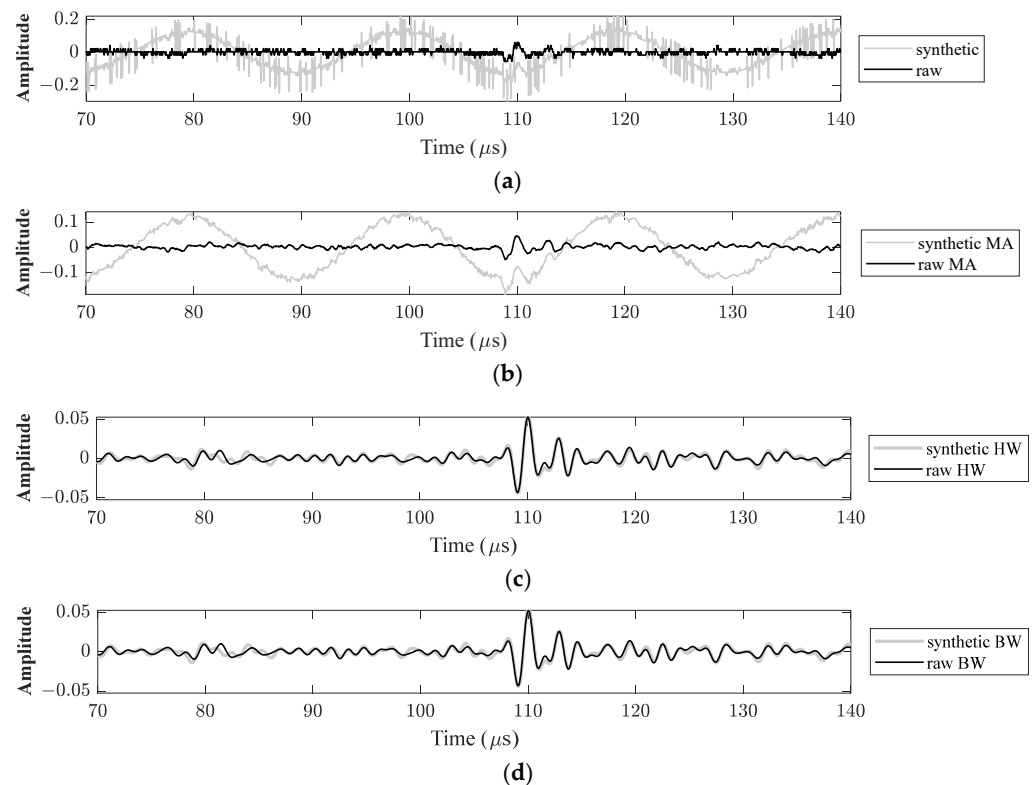 Amplitude
0.2
0
−0.2
70 80 90 100 110 120 130 140
Time (μs)
synthetic
raw
(a)
Amplitude
0.1
0
−0.1
70 80 90 100 110 120 130 140
Time (μs)
synthetic MA
raw MA
(b)
Amplitude
0.05
0
−0.05
70 80 90 100 110 120 130 140
Time (μs)
synthetic HW
raw HW
(c)
Amplitude
0.05
0
−0.05
70 80 90 100 110 120 130 140
Time (μs)
synthetic BW
raw BW
(d)